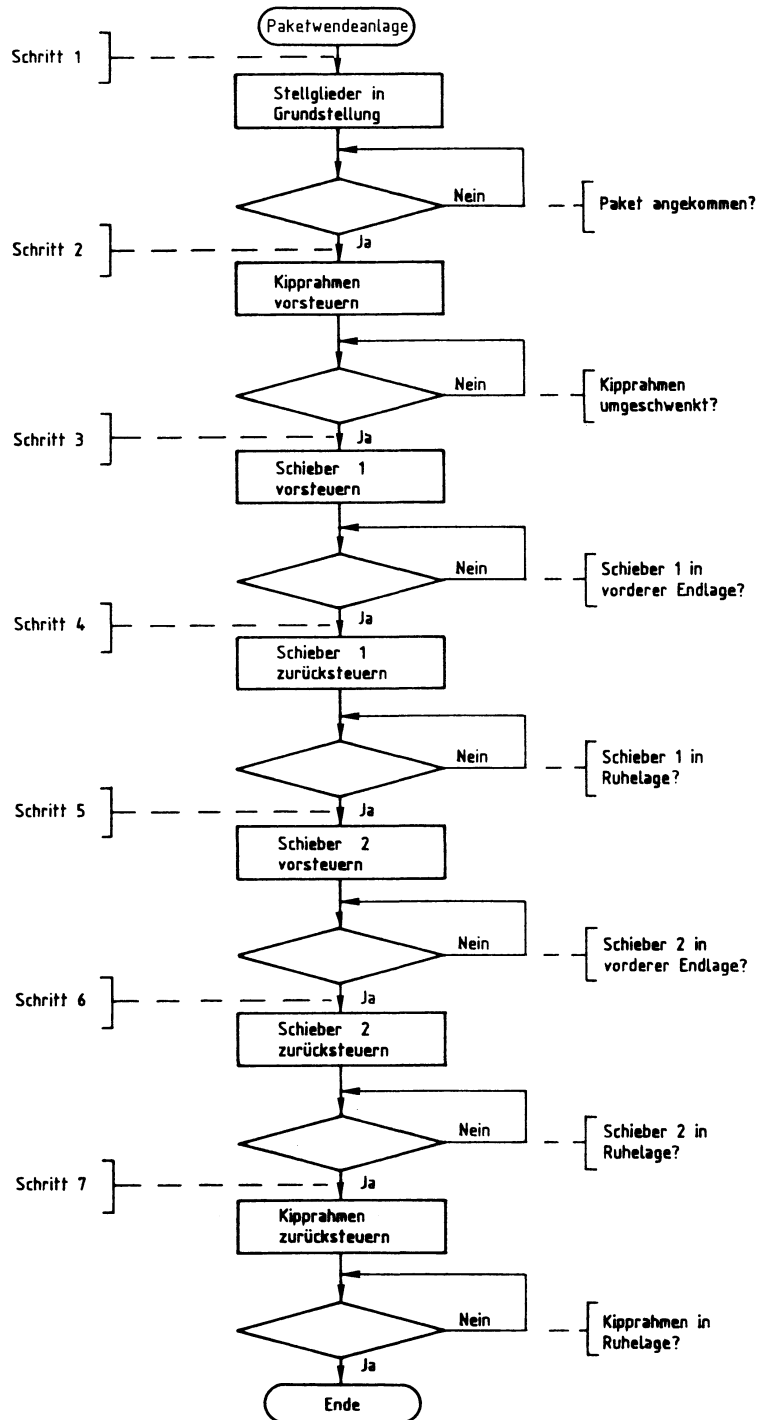 Paketwendeanlage
Schritt 1
Stellglieder in
Grundstellung
Nein
Paket angekommen?
Ja
Schritt 2
Kipprahmen
vorsteuern
Nein
Kipprahmen
umgeschwenkt?
Ja
Schritt 3
Schieber 1
vorsteuern
Nein
Schieber 1 in
vorderer Endlage?
Ja
Schritt 4
Schieber 1
zurücksteuern
Nein
Schieber 1 in
Ruhelage?
Ja
Schritt 5
Schieber 2
vorsteuern
Nein
Schieber 2 in
vorderer Endlage?
Ja
Schritt 6
Schieber 2
zurücksteuern
Nein
Schieber 2 in
Ruhelage?
Ja
Schritt 7
Kipprahmen
zurücksteuern
Nein
Kipprahmen in
Ruhelage?
Ja
Ende